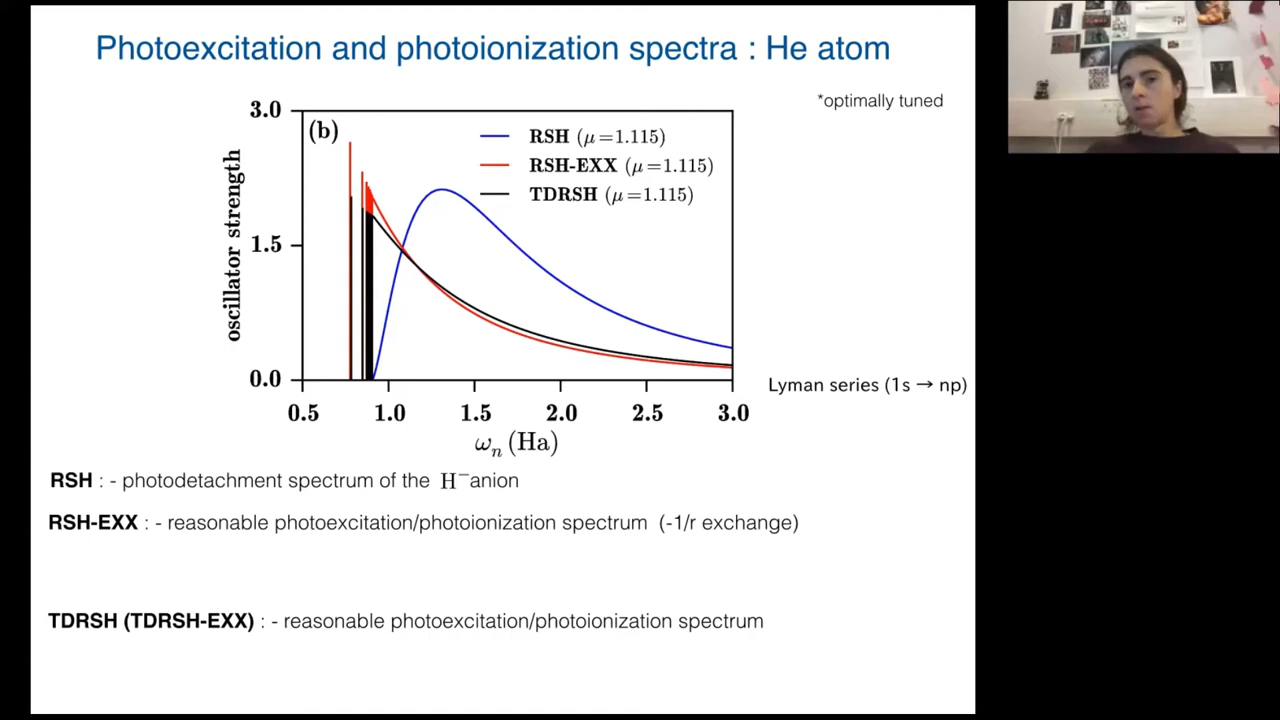 Photoexcitation and photoionization spectra : He atom
*optimally tuned
3.0
(b)
RSH (μ=1.115)
RSH-EXX (μ=1.115)
TDRSH (μ=1.115)
oscillator strength
1.5
0.0
Lyman series (1s → np)
0.5 1.0 1.5 2.0 2.5 3.0
ωₙ (Ha)
RSH : - photodetachment spectrum of the H⁻ anion
RSH-EXX : - reasonable photoexcitation/photoionization spectrum (-1/r exchange)
TDRSH (TDRSH-EXX) : - reasonable photoexcitation/photoionization spectrum